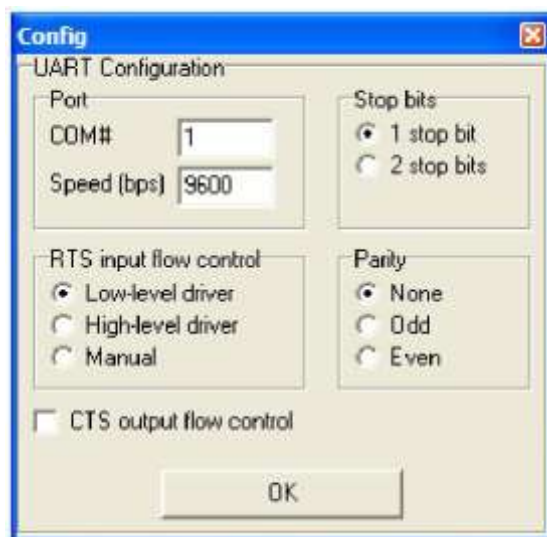 Config
UART Configuration
Port
COM# 1
Speed (bps) 9600
Stop bits
1 stop bit
2 stop bits
RTS input flow control
Low-level driver
High-level driver
Manual
Parity
None
Odd
Even
CTS output flow control
OK